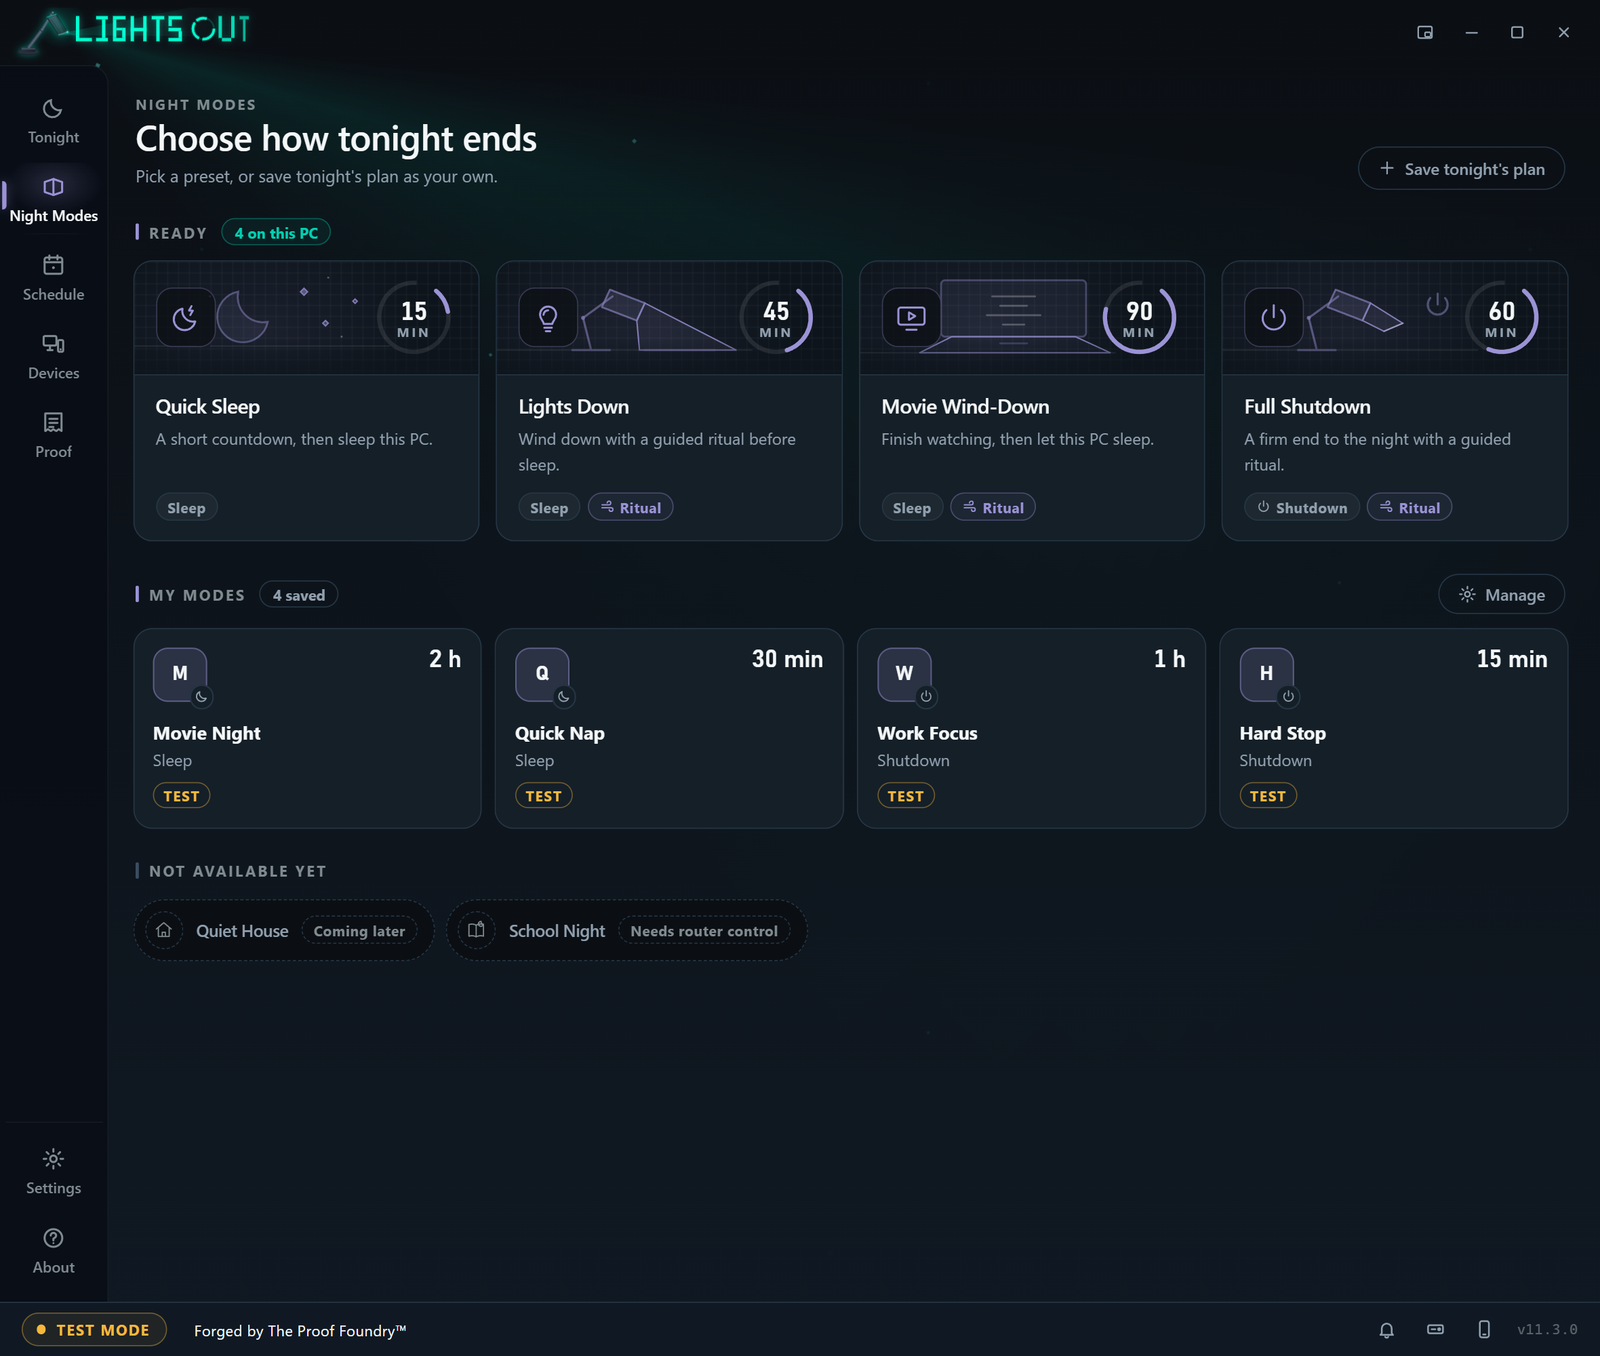 LIGHTS OUT
Tonight
Night Modes
Schedule
Devices
Proof
Settings
About
NIGHT MODES
Choose how tonight ends
Pick a preset, or save tonight's plan as your own.
Save tonight's plan
READY
4 on this PC
15
MIN
Quick Sleep
A short countdown, then sleep this PC.
Sleep
45
MIN
Lights Down
Wind down with a guided ritual before
sleep.
Sleep
Ritual
90
MIN
Movie Wind-Down
Finish watching, then let this PC sleep.
Sleep
Ritual
60
MIN
Full Shutdown
A firm end to the night with a guided
ritual.
Shutdown
Ritual
MY MODES
4 saved
Manage
M
2 h
Movie Night
Sleep
TEST
Q
30 min
Quick Nap
Sleep
TEST
W
1 h
Work Focus
Shutdown
TEST
H
15 min
Hard Stop
Shutdown
TEST
NOT AVAILABLE YET
Quiet House
Coming later
School Night
Needs router control
TEST MODE
Forged by The Proof Foundry™
v11.3.0